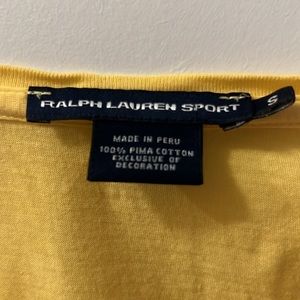 RALPH LAUREN SPORT
S
MADE IN PERU
100% PIMA COTTON
EXCLUSIVE OF
DECORATION